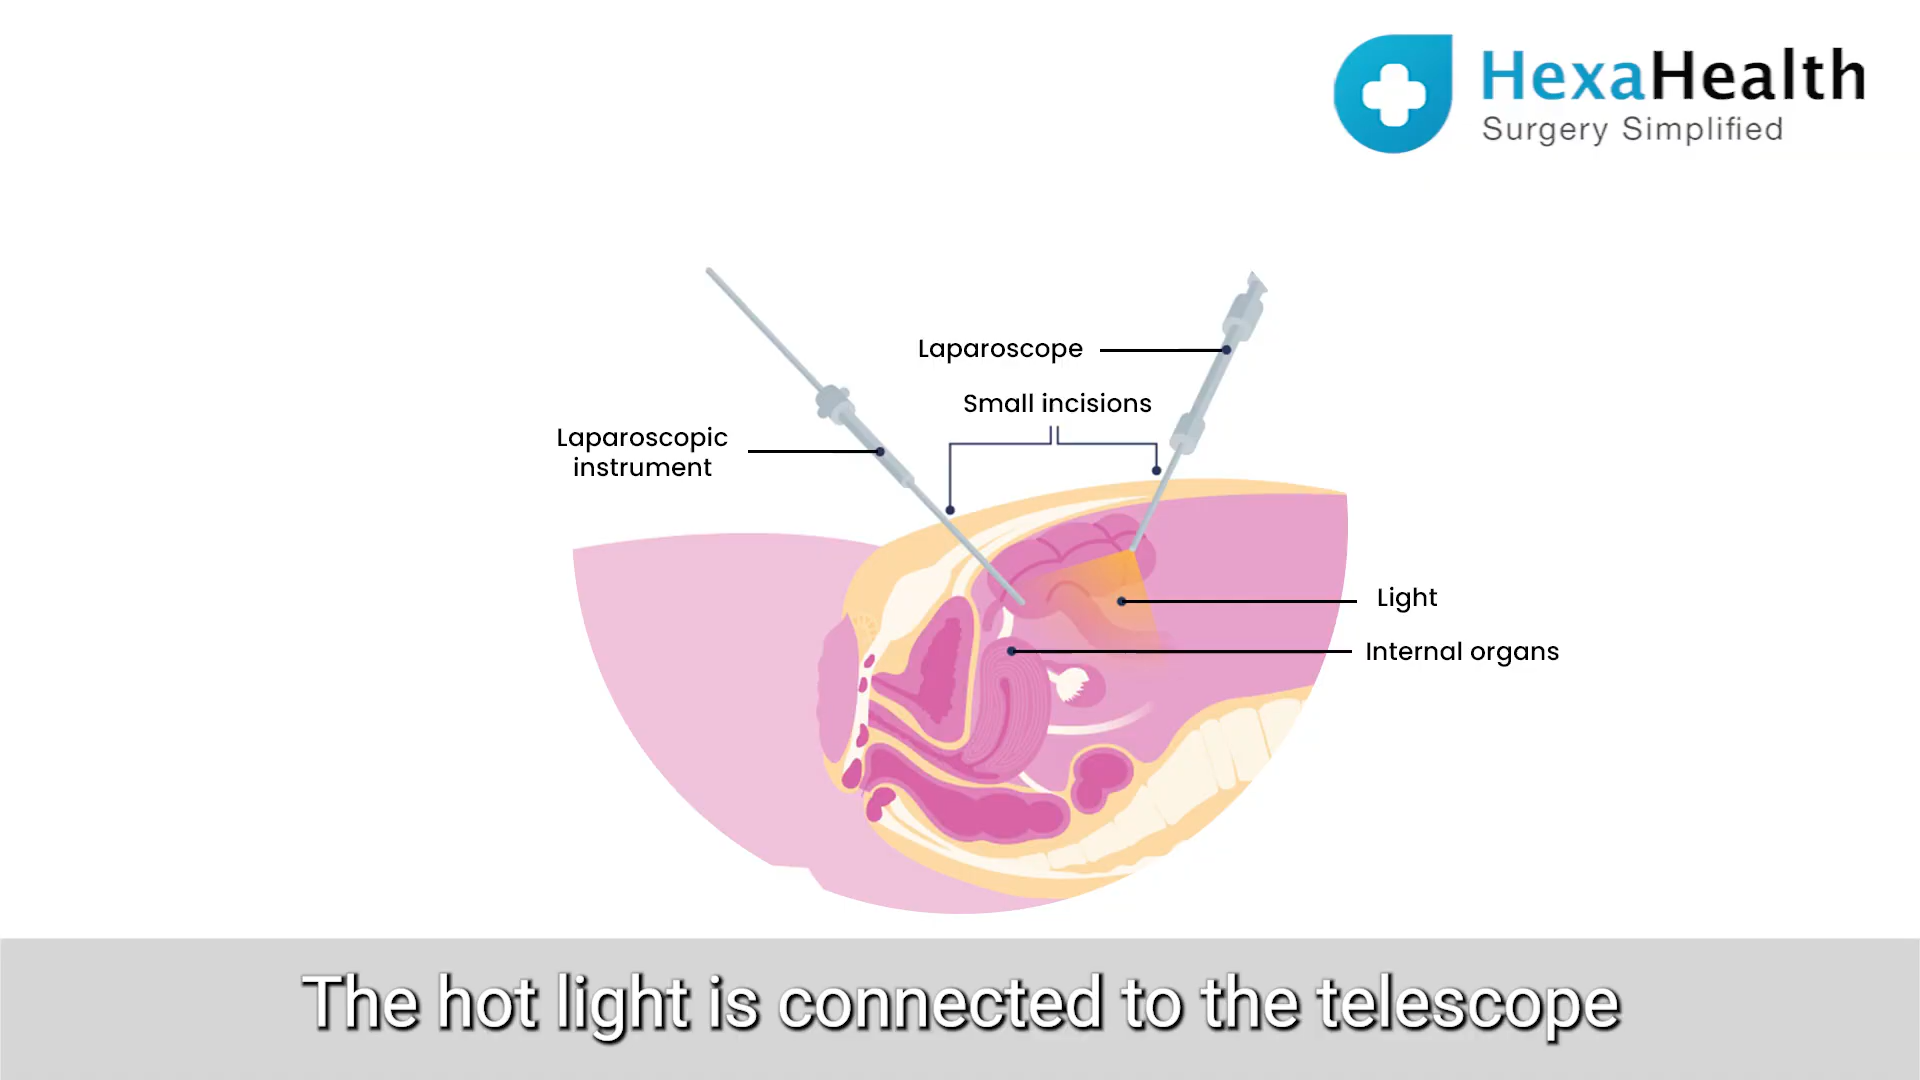 HexaHealth
Surgery Simplified
Laparoscope
Small incisions
Laparoscopic
instrument
Light
Internal organs
The hot light is connected to the telescope